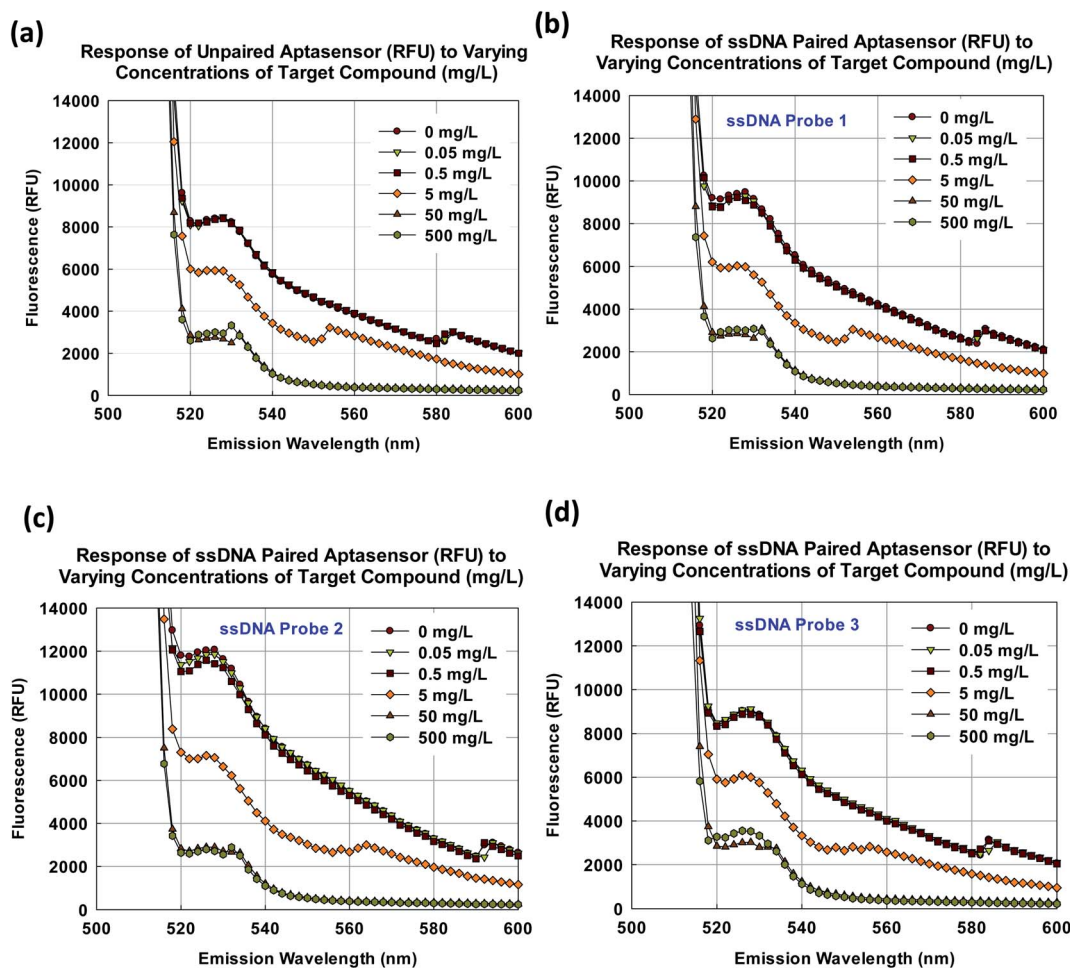 (a)
Response of Unpaired Aptasensor (RFU) to Varying
Concentrations of Target Compound (mg/L)
14000
12000
10000
8000
6000
4000
2000
0
Fluorescence (RFU)
0 mg/L
0.05 mg/L
0.5 mg/L
5 mg/L
50 mg/L
500 mg/L
500 520 540 560 580 600
Emission Wavelength (nm)
(b)
Response of ssDNA Paired Aptasensor (RFU) to
Varying Concentrations of Target Compound (mg/L)
14000
12000
10000
8000
6000
4000
2000
0
Fluorescence (RFU)
ssDNA Probe 1
0 mg/L
0.05 mg/L
0.5 mg/L
5 mg/L
50 mg/L
500 mg/L
500 520 540 560 580 600
Emission Wavelength (nm)
(c)
Response of ssDNA Paired Aptasensor (RFU) to
Varying Concentrations of Target Compound (mg/L)
14000
12000
10000
8000
6000
4000
2000
0
Fluorescence (RFU)
ssDNA Probe 2
0 mg/L
0.05 mg/L
0.5 mg/L
5 mg/L
50 mg/L
500 mg/L
500 520 540 560 580 600
Emission Wavelength (nm)
(d)
Response of ssDNA Paired Aptasensor (RFU) to
Varying Concentrations of Target Compound (mg/L)
14000
12000
10000
8000
6000
4000
2000
0
Fluorescence (RFU)
ssDNA Probe 3
0 mg/L
0.05 mg/L
0.5 mg/L
5 mg/L
50 mg/L
500 mg/L
500 520 540 560 580 600
Emission Wavelength (nm)